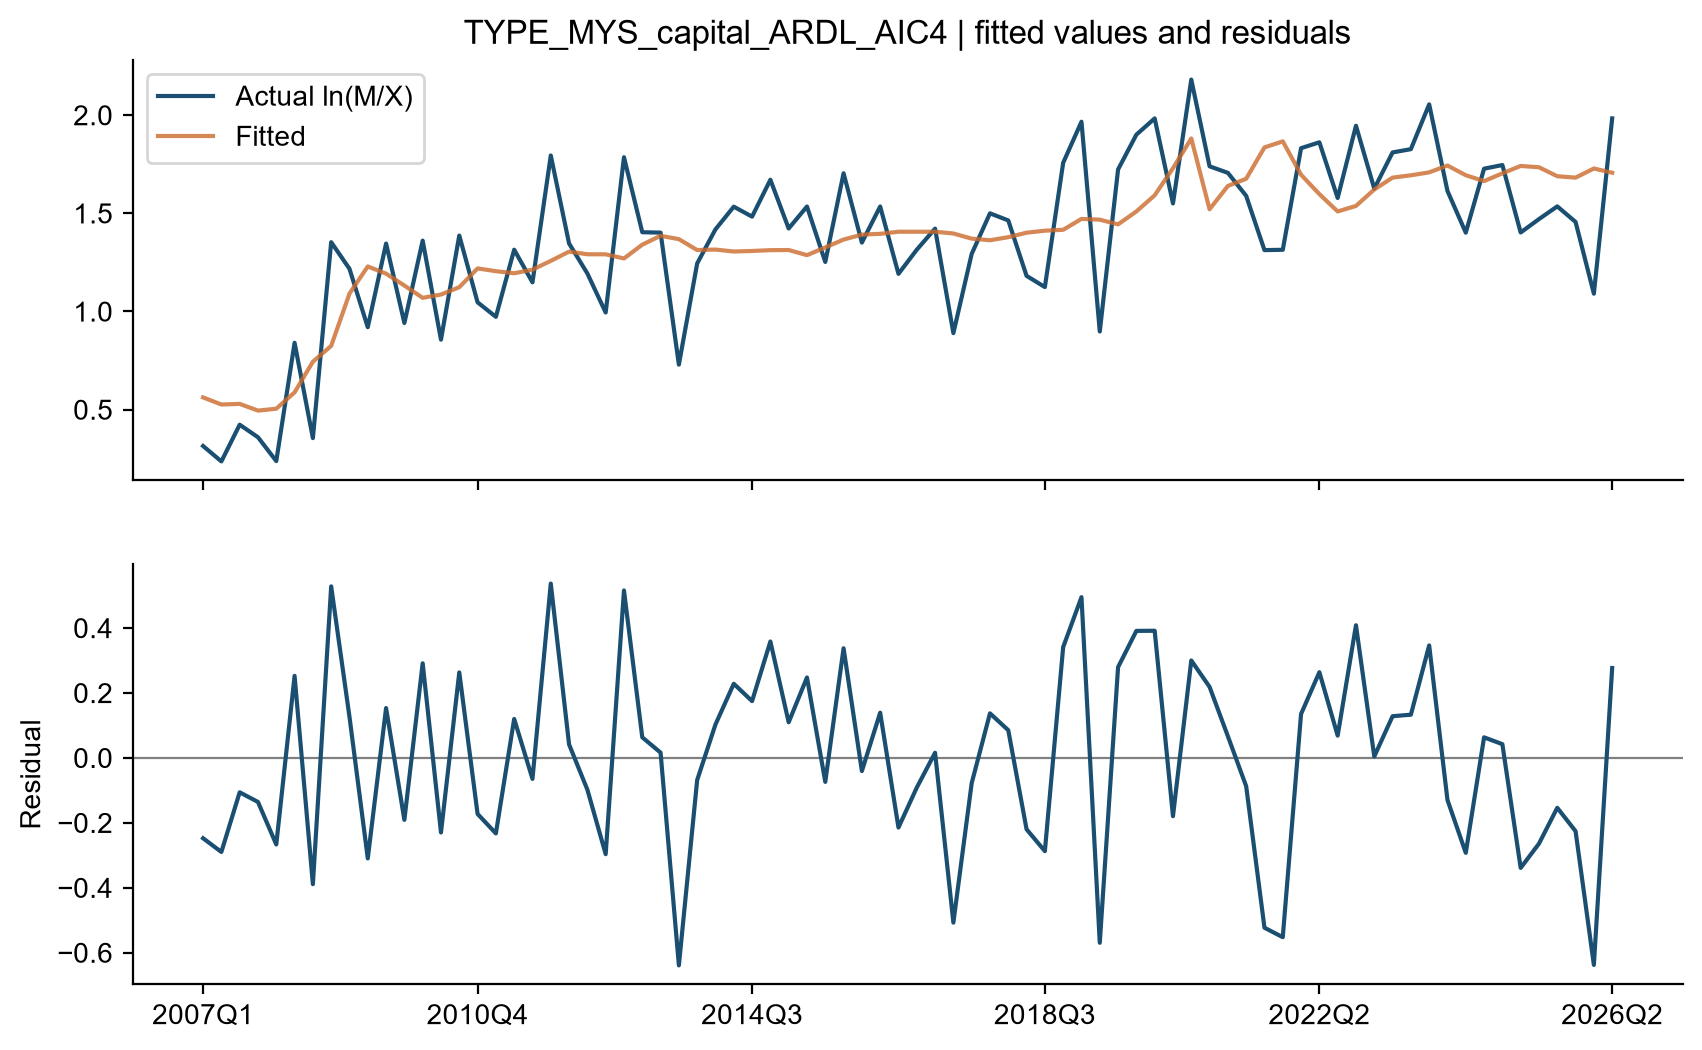 TYPE_MYS_capital_ARDL_AIC4 | fitted values and residuals
Actual ln(M/X)
Fitted
2.0
1.5
1.0
0.5
Residual
0.4
0.2
0.0
−0.2
−0.4
−0.6
2007Q1 2010Q4 2014Q3 2018Q3 2022Q2 2026Q2